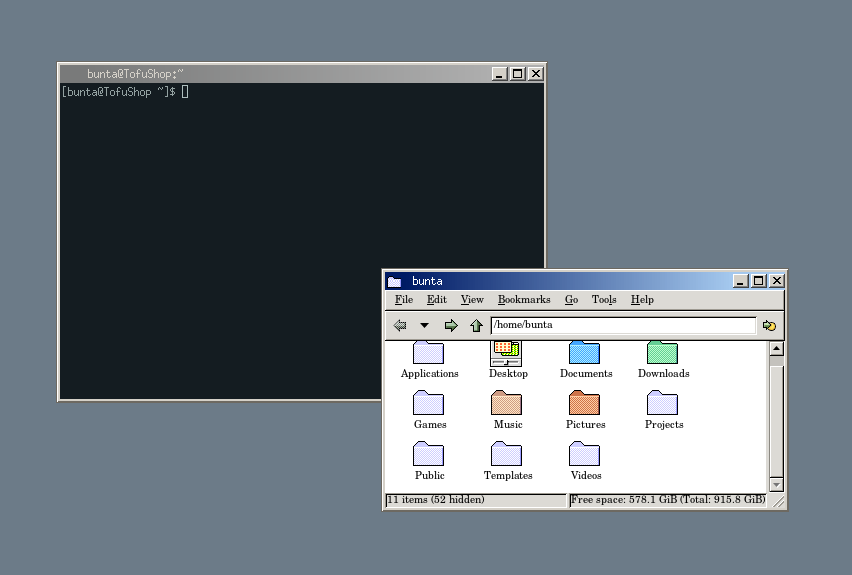 bunta@TofuShop:~
[bunta@TofuShop ~]$
bunta
File Edit View Bookmarks Go Tools Help
/home/bunta
Applications Desktop Documents Downloads
Games Music Pictures Projects
Public Templates Videos
11 items (52 hidden) Free space: 578.1 GiB (Total: 915.8 GiB)